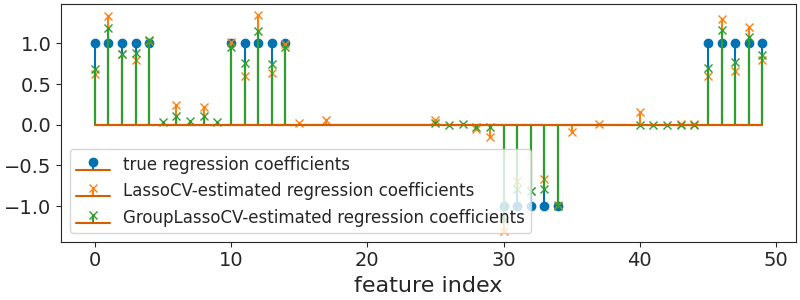 1.0
0.5
0.0
−0.5
−1.0
true regression coefficients
LassoCV-estimated regression coefficients
GroupLassoCV-estimated regression coefficients
0 10 20 30 40 50
feature index